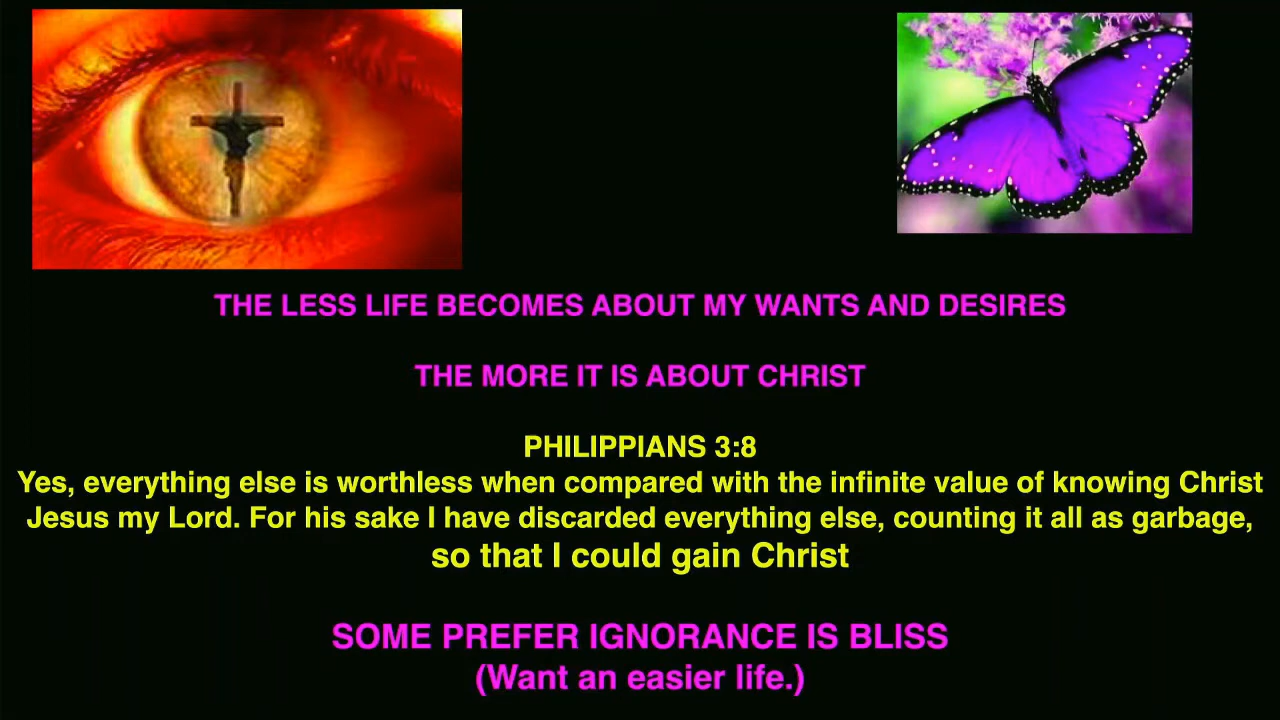 THE LESS LIFE BECOMES ABOUT MY WANTS AND DESIRES
THE MORE IT IS ABOUT CHRIST
PHILIPPIANS 3:8
Yes, everything else is worthless when compared with the infinite value of knowing Christ
Jesus my Lord. For his sake I have discarded everything else, counting it all as garbage,
so that I could gain Christ
SOME PREFER IGNORANCE IS BLISS
(Want an easier life.)